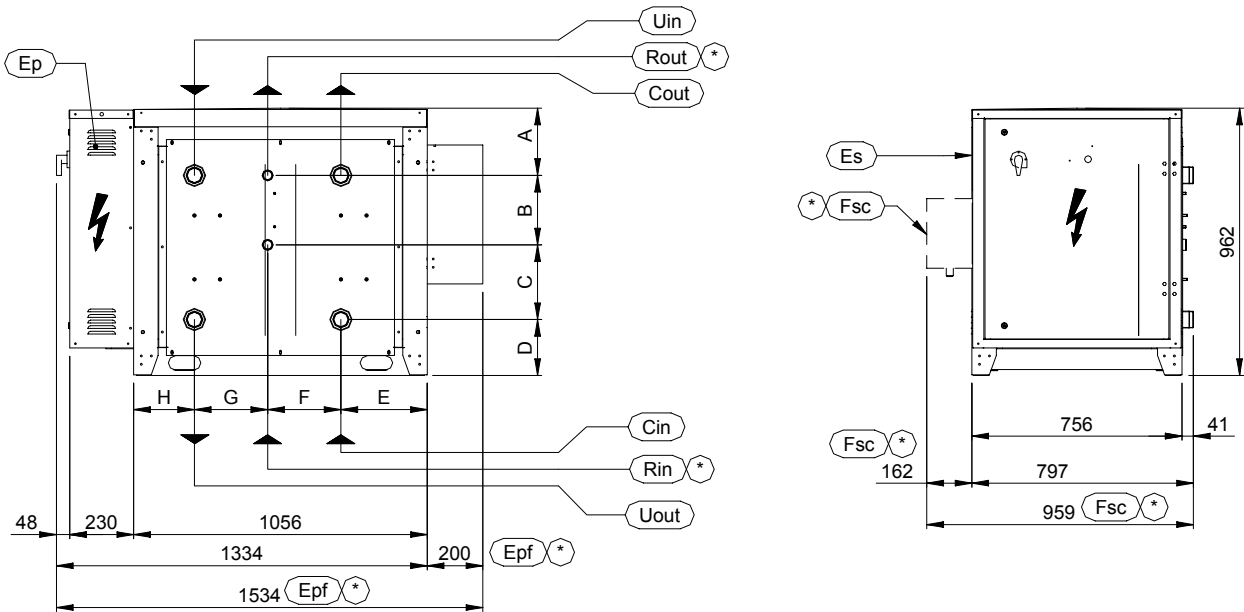 Uin
Rout *
Cout
Ep
Es
* Fsc
A
B
C
D
H G F E
962
Cin
Rin *
Uout
756 41
Fsc *
162 797
959 Fsc *
48 230 1056
1334 200 Epf *
1534 Epf *